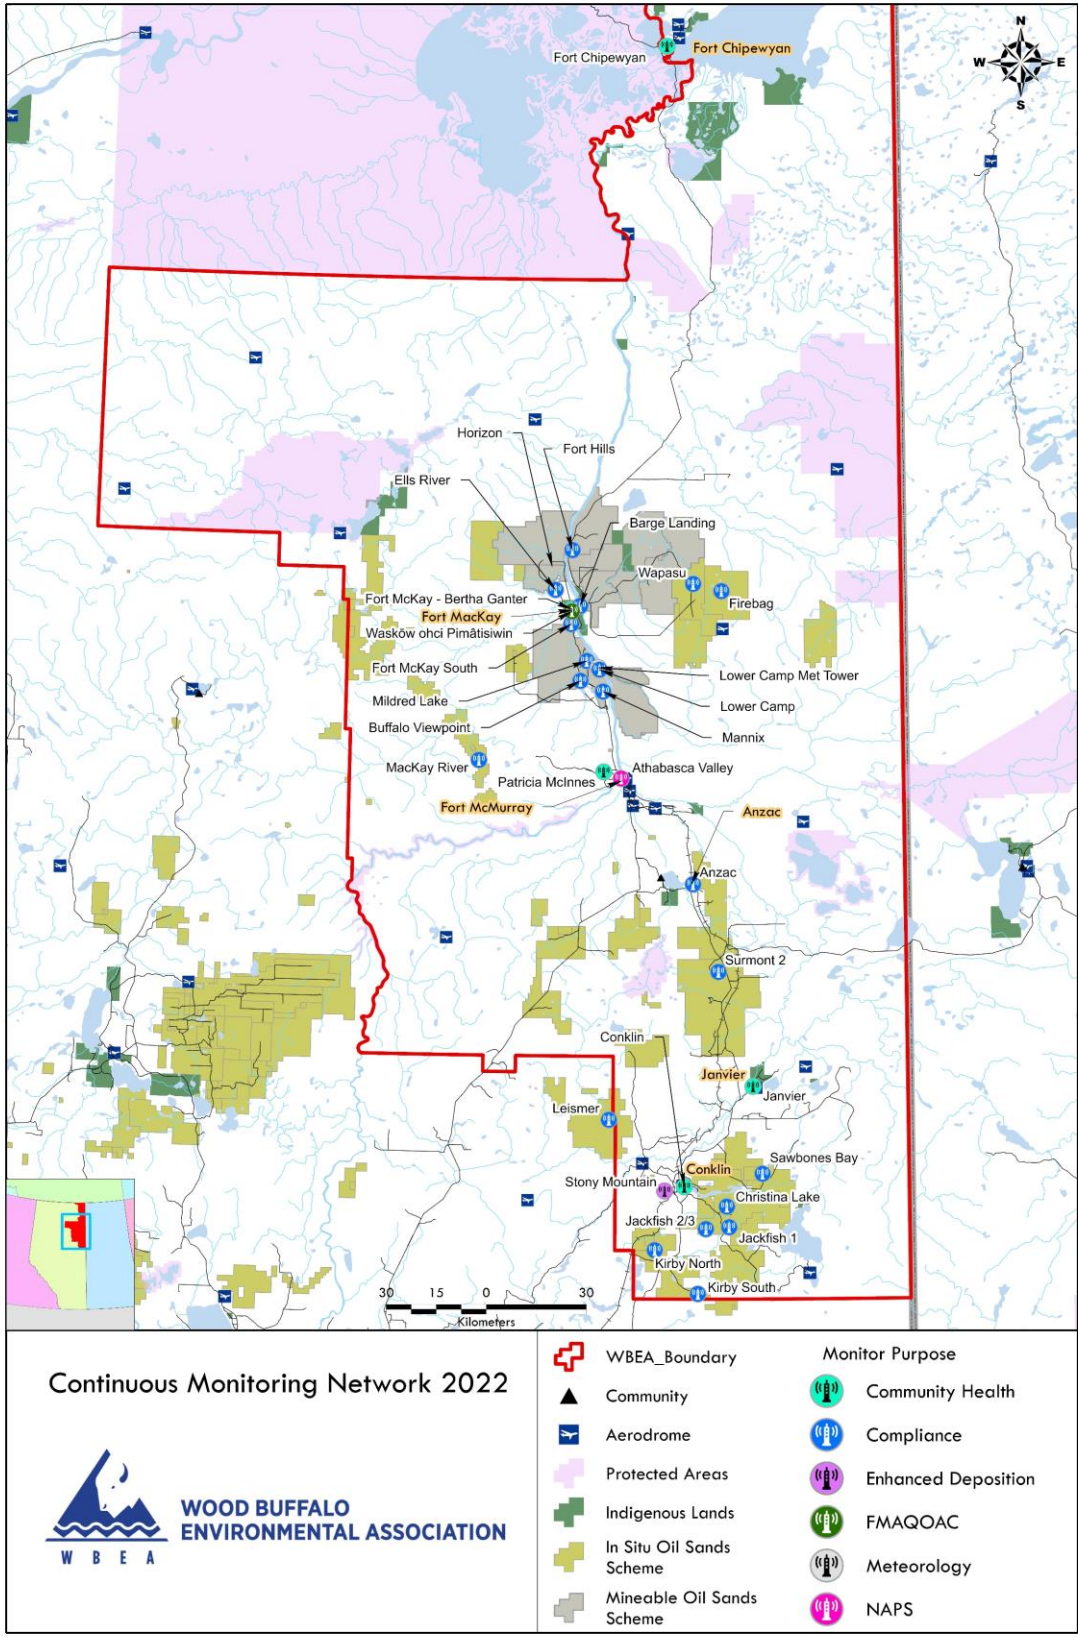 N
W E
S
Fort Chipewyan
Fort Chipewyan
Horizon
Fort Hills
Ells River
Barge Landing
Wapasu
Firebag
Fort McKay - Bertha Ganter
Fort MacKay
Waskōw ohci Pimâtisiwin
Fort McKay South
Mildred Lake
Buffalo Viewpoint
Lower Camp Met Tower
Lower Camp
Mannix
MacKay River
Patricia McInnes
Athabasca Valley
Fort McMurray
Anzac
Anzac
Surmont 2
Conklin
Janvier
Janvier
Leismer
Conklin
Sawbones Bay
Stony Mountain
Christina Lake
Jackfish 2/3
Jackfish 1
Kirby North
Kirby South
30 15 0 30
Kilometers
Continuous Monitoring Network 2022
WBEA
WOOD BUFFALO
ENVIRONMENTAL ASSOCIATION
WBEA_Boundary
Community
Aerodrome
Protected Areas
Indigenous Lands
In Situ Oil Sands
Scheme
Mineable Oil Sands
Scheme
Monitor Purpose
Community Health
Compliance
Enhanced Deposition
FMAQOAC
Meteorology
NAPS